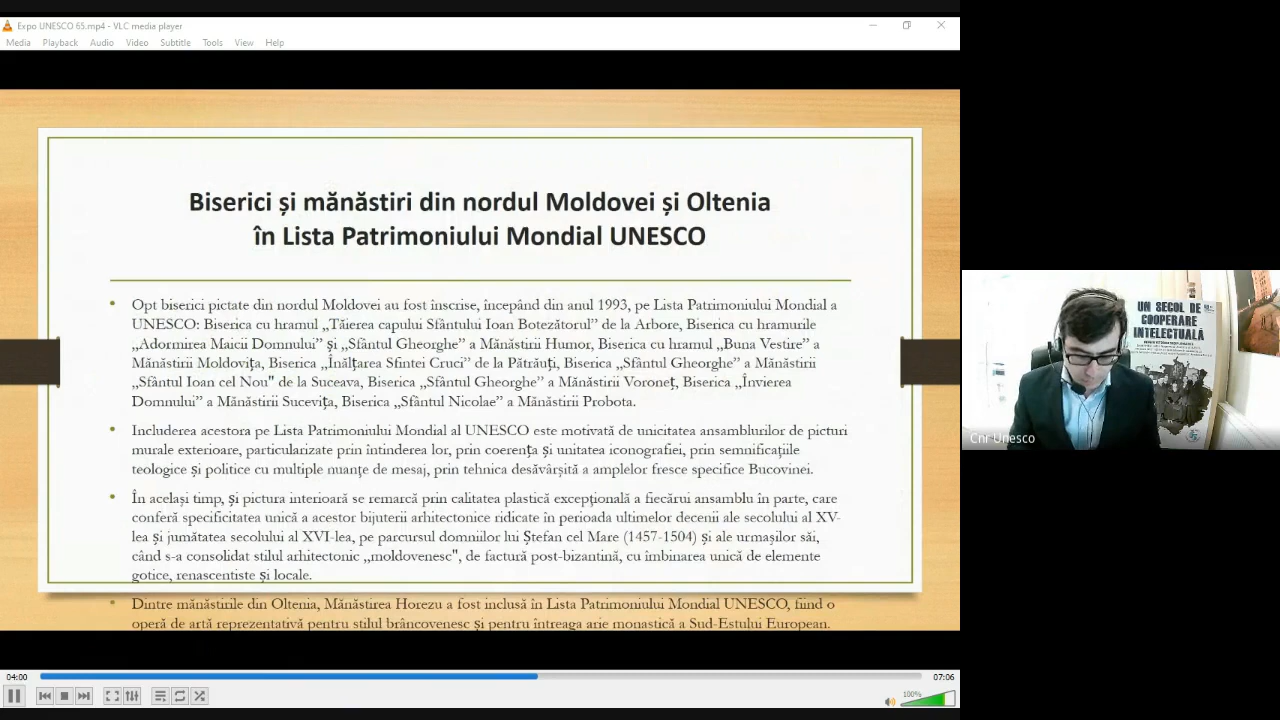 Expo UNESCO 65.mp4 - VLC media player
Media Playback Audio Video Subtitle Tools View Help
Biserici și mănăstiri din nordul Moldovei și Oltenia
în Lista Patrimoniului Mondial UNESCO
• Opt biserici pictate din nordul Moldovei au fost înscrise, începând din anul 1993, pe Lista Patrimoniului Mondial a
UNESCO: Biserica cu hramul „Tăierea capului Sfântului Ioan Botezătorul” de la Arbore, Biserica cu hramurile
„Adormirea Maicii Domnului” și „Sfântul Gheorghe” a Mănăstirii Humor, Biserica cu hramul „Buna Vestire” a
Mănăstirii Moldovița, Biserica „Înălțarea Sfintei Cruci” de la Pătrăuți, Biserica „Sfântul Gheorghe” a Mănăstirii
„Sfântul Ioan cel Nou" de la Suceava, Biserica „Sfântul Gheorghe” a Mănăstirii Voroneț, Biserica „Învierea
Domnului” a Mănăstirii Sucevița, Biserica „Sfântul Nicolae” a Mănăstirii Probota.
• Includerea acestora pe Lista Patrimoniului Mondial al UNESCO este motivată de unicitatea ansamblurilor de picturi
murale exterioare, particularizate prin întinderea lor, prin coerența și unitatea iconografiei, prin semnificațiile
teologice și politice cu multiple nuanțe de mesaj, prin tehnica desăvârșită a amplelor fresce specifice Bucovinei.
• În același timp, și pictura interioară se remarcă prin calitatea plastică excepțională a fiecărui ansamblu în parte, care
conferă specificitatea unică a acestor bijuterii arhitectonice ridicate în perioada ultimelor decenii ale secolului al XV-
lea și jumătatea secolului al XVI-lea, pe parcursul domniilor lui Ștefan cel Mare (1457-1504) și ale urmașilor săi,
când s-a consolidat stilul arhitectonic „moldovenesc", de factură post-bizantină, cu îmbinarea unică de elemente
gotice, renascentiste și locale.
• Dintre mănăstirile din Oltenia, Mănăstirea Horezu a fost inclusă în Lista Patrimoniului Mondial UNESCO, fiind o
operă de artă reprezentativă pentru stilul brâncovenesc și pentru întreaga arie monastică a Sud-Estului European.
04:00
07:06
100%
UN SECOL DE
COOPERARE
INTELECTUALĂ
Cnr Unesco